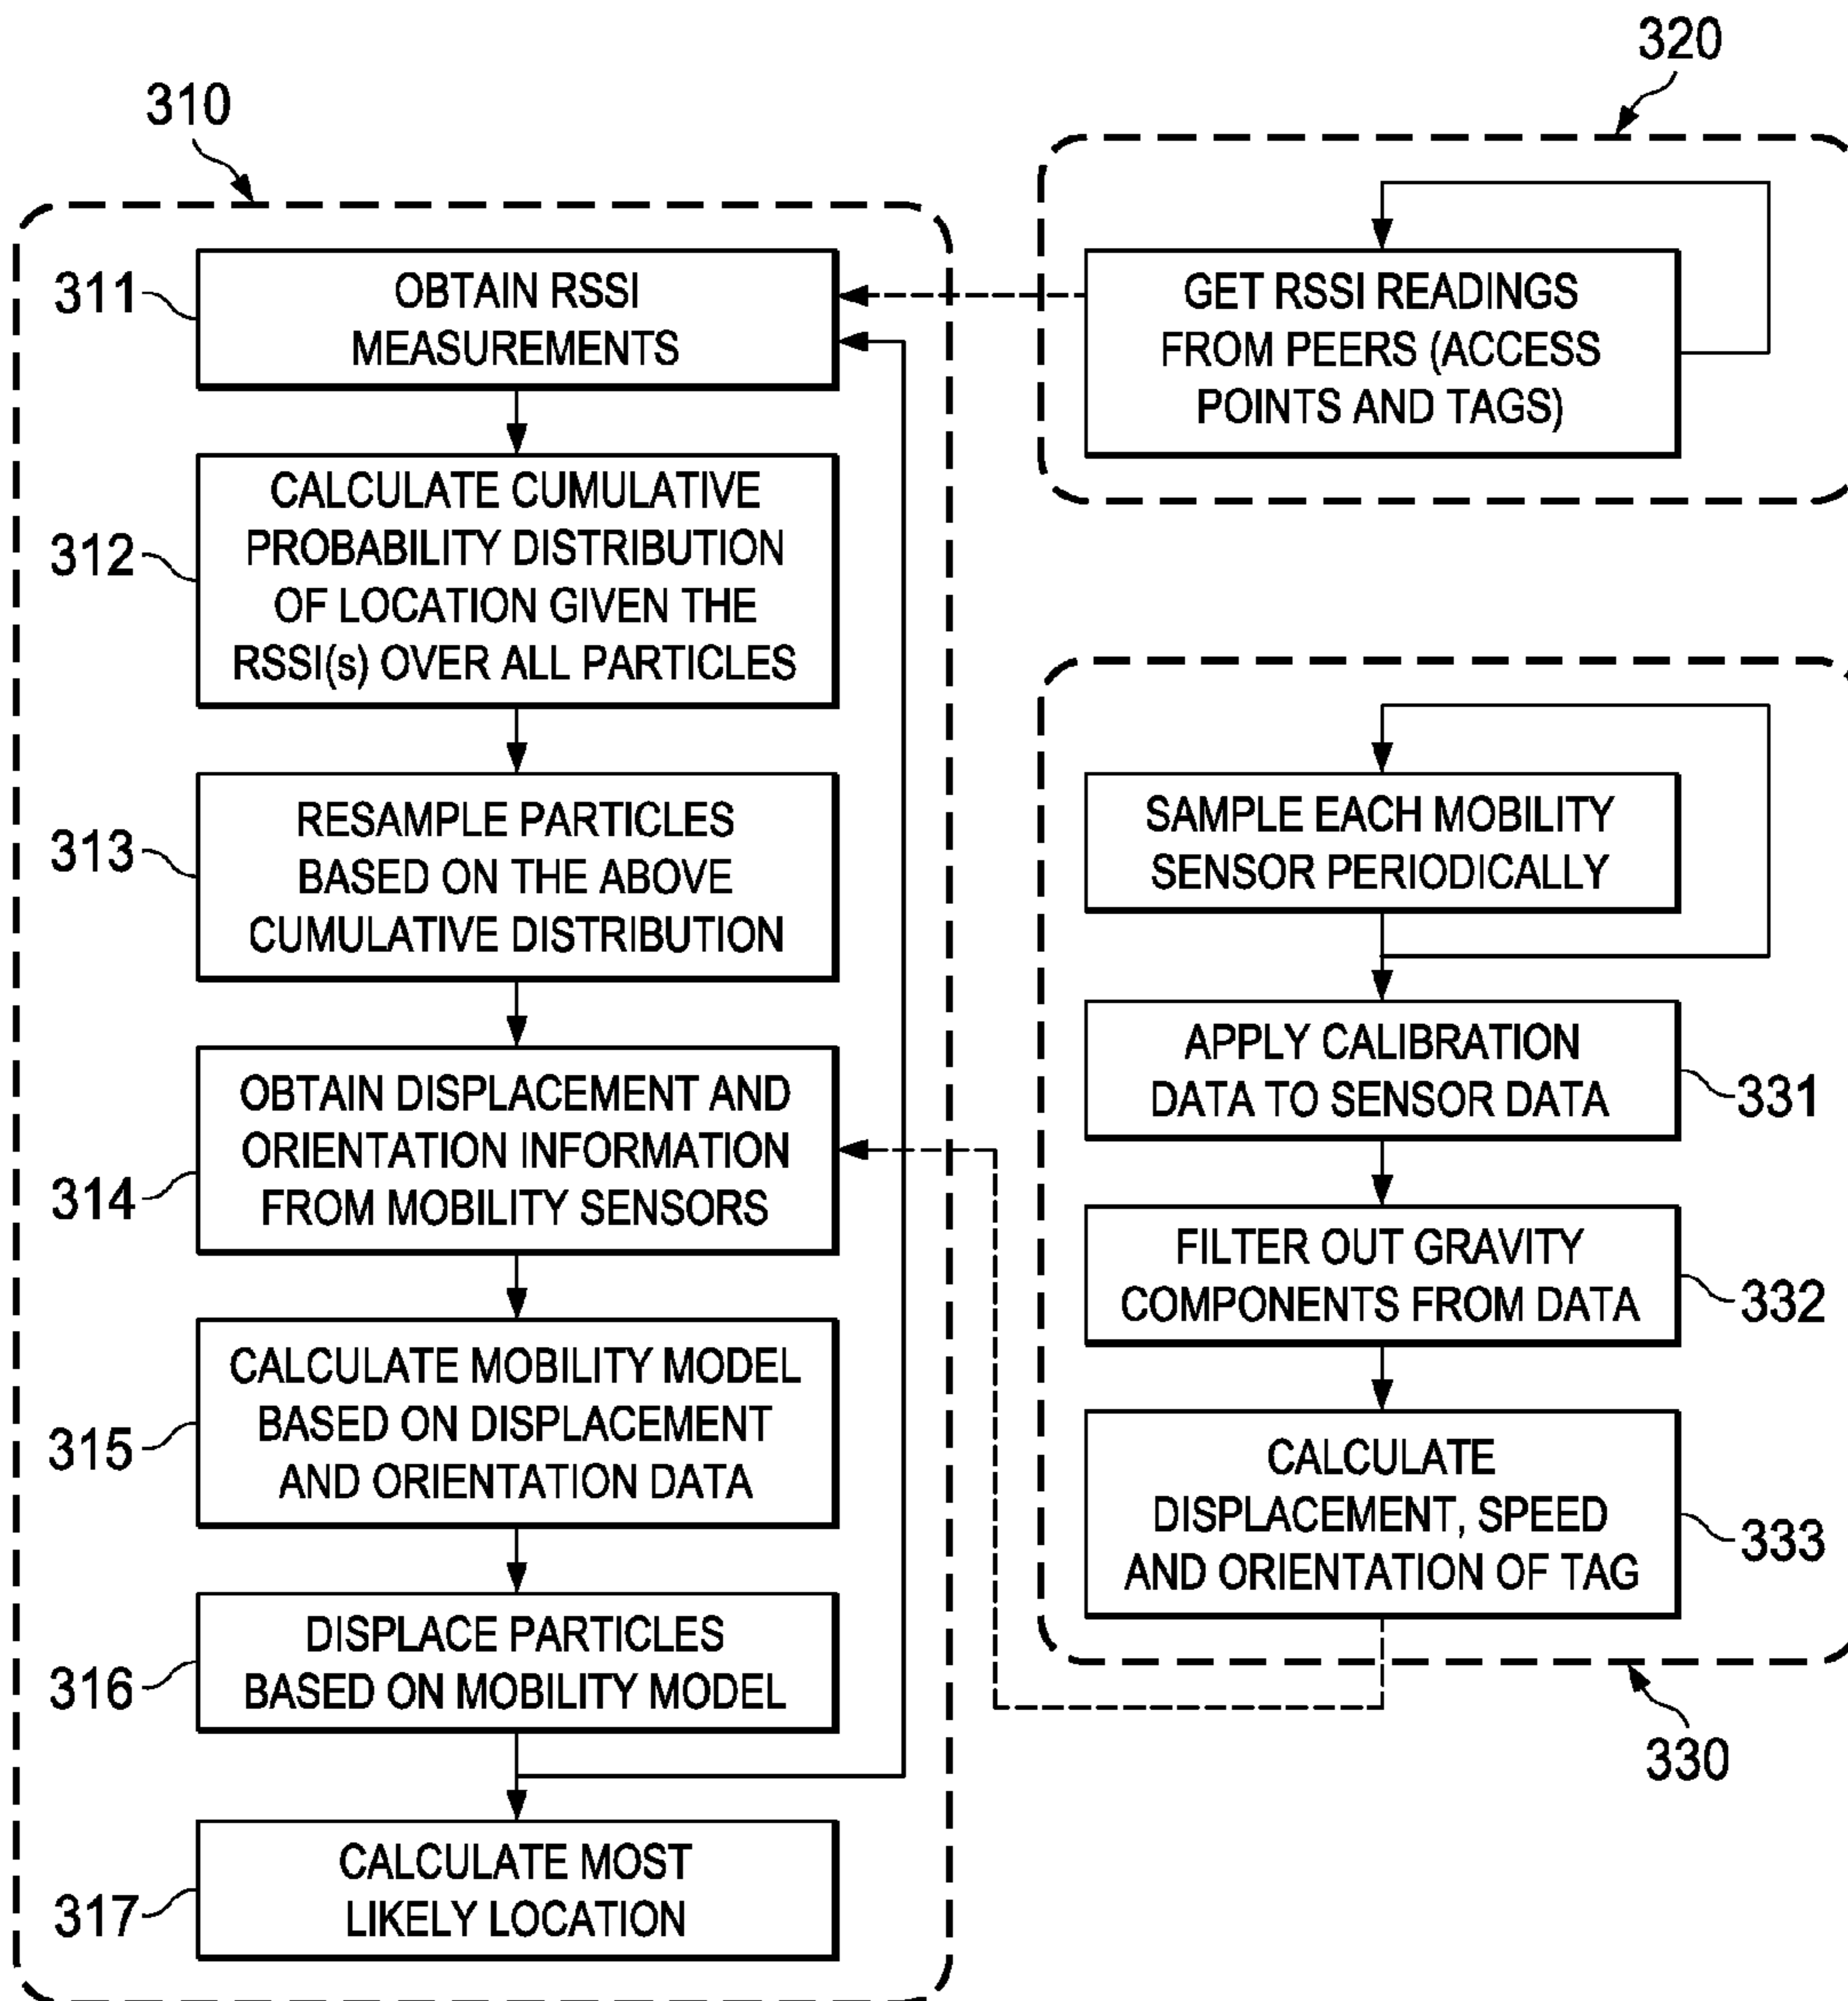 310
311
OBTAIN RSSI
MEASUREMENTS
312
CALCULATE CUMULATIVE
PROBABILITY DISTRIBUTION
OF LOCATION GIVEN THE
RSSI(s) OVER ALL PARTICLES
313
RESAMPLE PARTICLES
BASED ON THE ABOVE
CUMULATIVE DISTRIBUTION
314
OBTAIN DISPLACEMENT AND
ORIENTATION INFORMATION
FROM MOBILITY SENSORS
315
CALCULATE MOBILITY MODEL
BASED ON DISPLACEMENT
AND ORIENTATION DATA
316
DISPLACE PARTICLES
BASED ON MOBILITY MODEL
317
CALCULATE MOST
LIKELY LOCATION
320
GET RSSI READINGS
FROM PEERS (ACCESS
POINTS AND TAGS)
SAMPLE EACH MOBILITY
SENSOR PERIODICALLY
APPLY CALIBRATION
DATA TO SENSOR DATA
331
FILTER OUT GRAVITY
COMPONENTS FROM DATA
332
CALCULATE
DISPLACEMENT, SPEED
AND ORIENTATION OF TAG
333
330